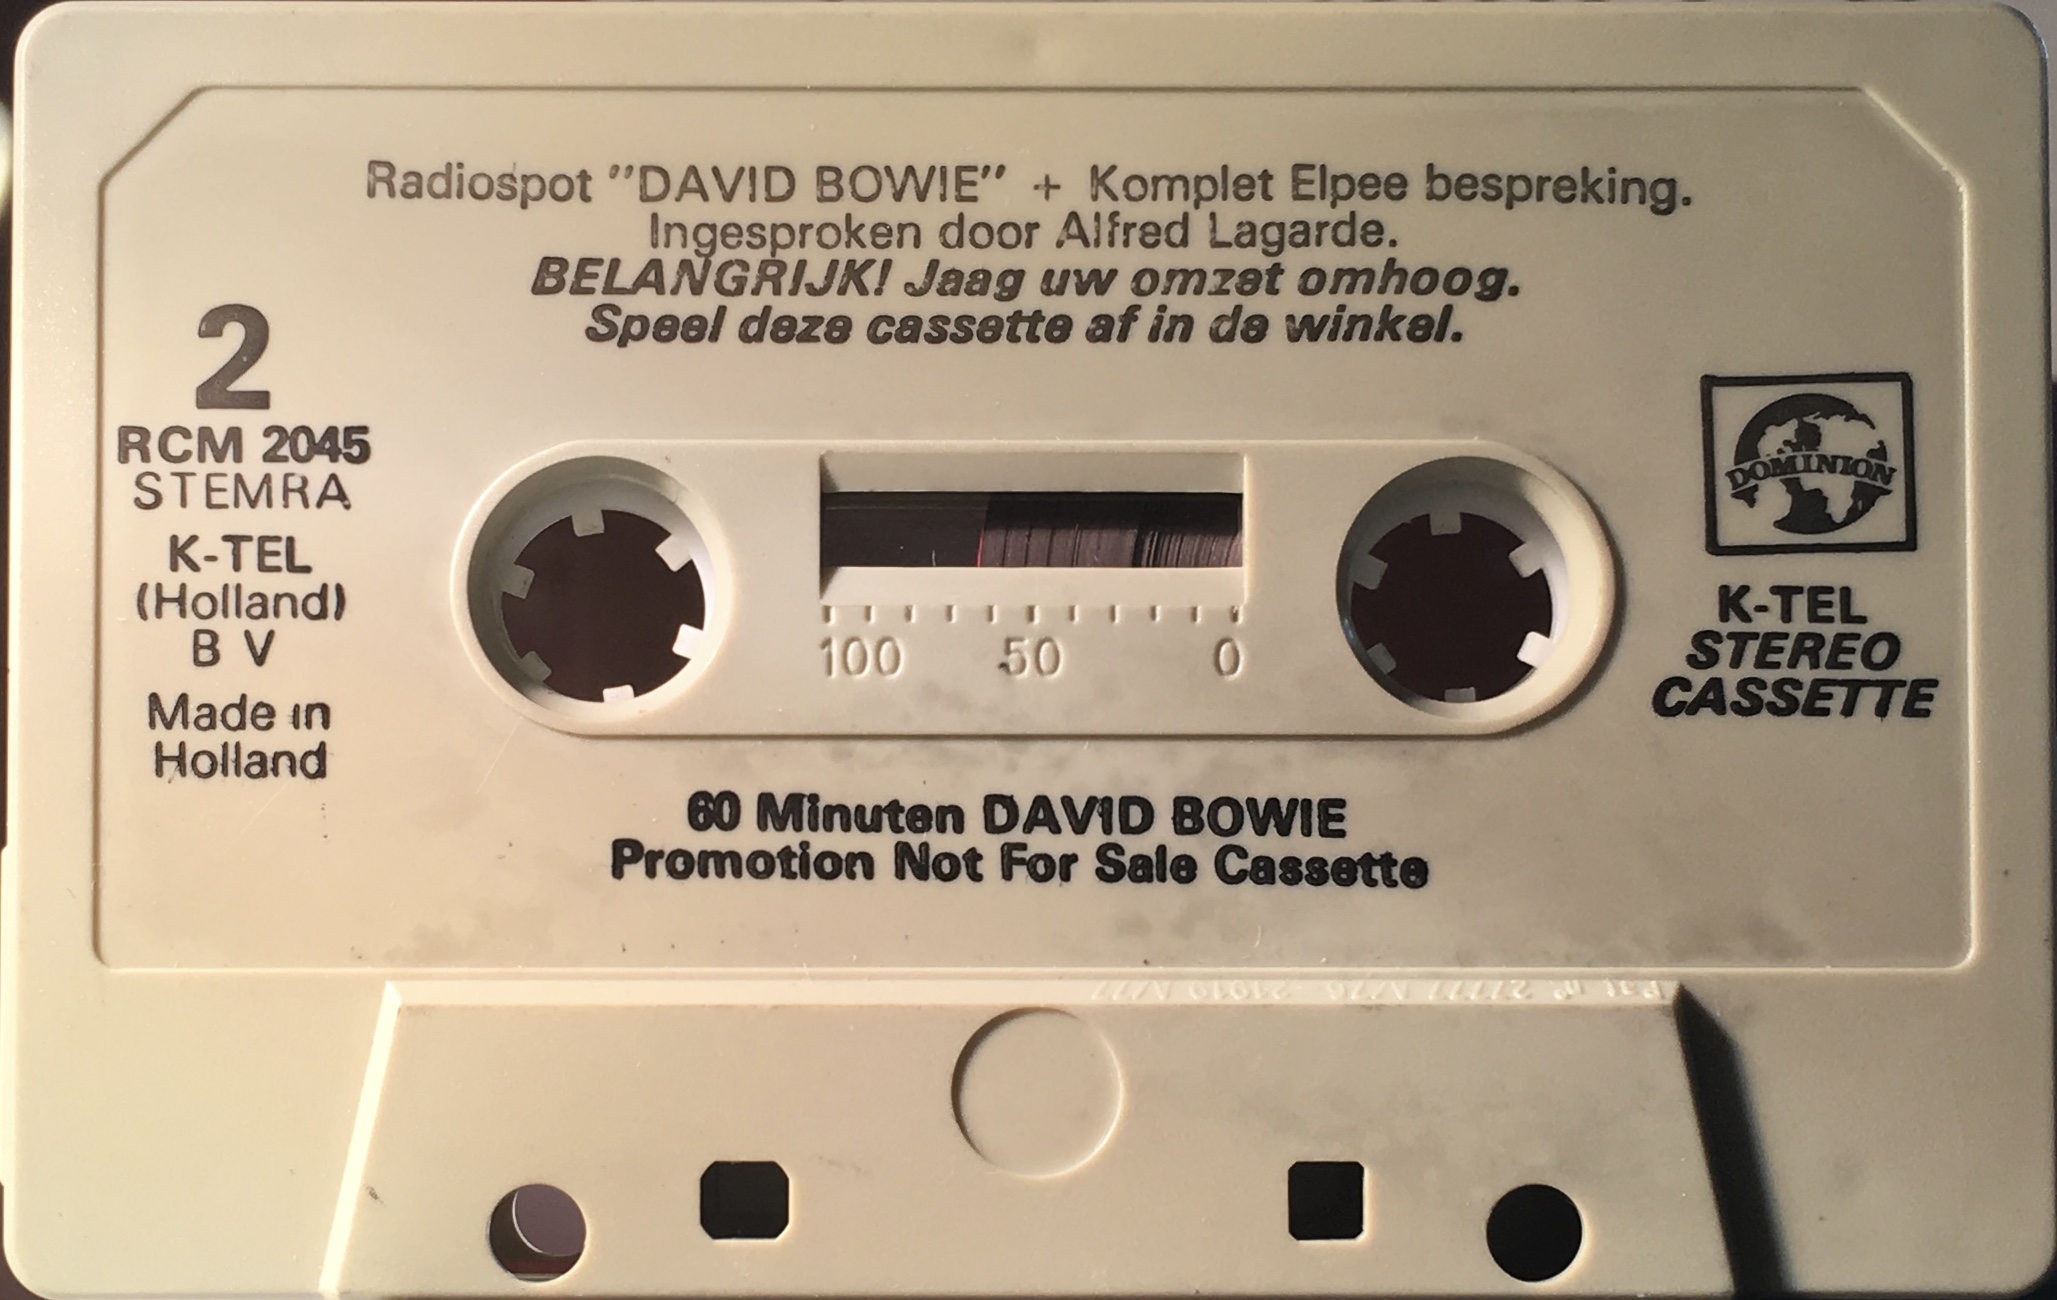 Radiospot "DAVID BOWIE" + Komplet Elpee bespreking.
Ingesproken door Alfred Lagarde.
BELANGRIJK! Jaag uw omzet omhoog.
Speel deze cassette af in de winkel.
2
RCM 2045
STEMRA
K-TEL
(Holland)
B V
Made in
Holland
100 50 0
DOMINION
K-TEL
STEREO
CASSETTE
60 Minuten DAVID BOWIE
Promotion Not For Sale Cassette